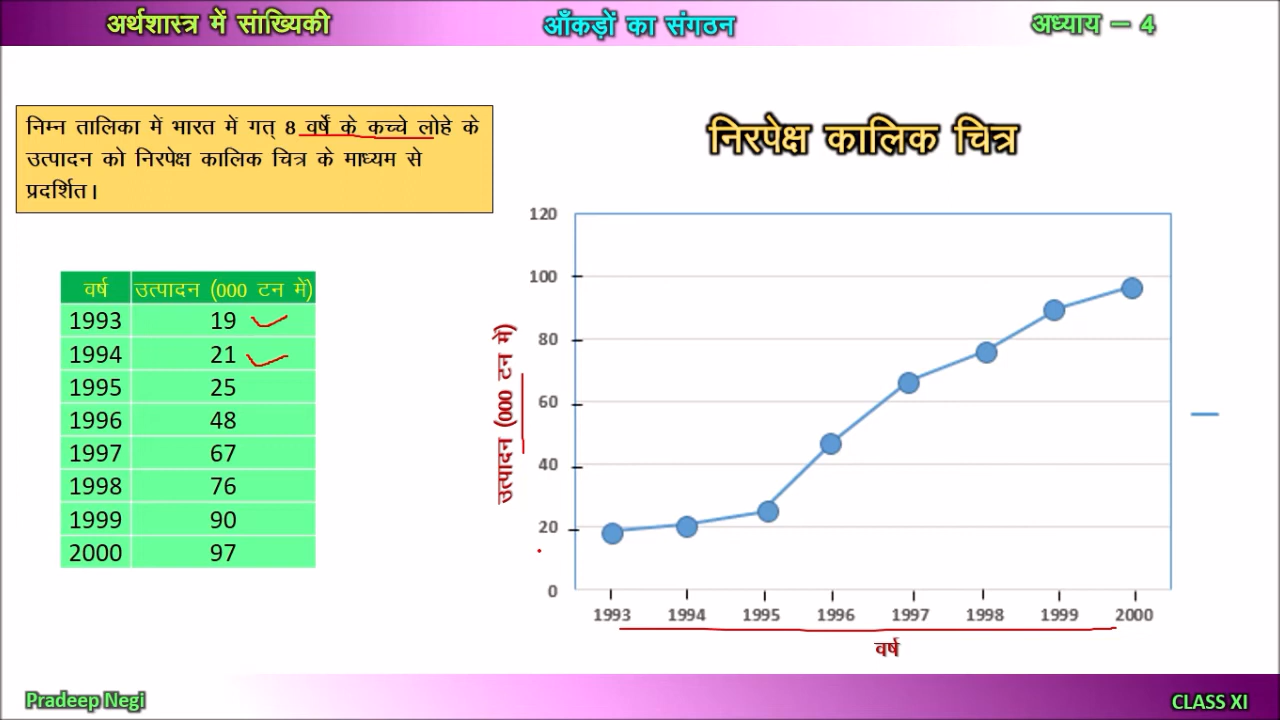 अर्थशास्त्र में सांख्यिकी
आँकड़ों का संगठन
अध्याय – 4
निम्न तालिका में भारत में गत् 8 वर्षें के कच्चे लोहे के
उत्पादन को निरपेक्ष कालिक चित्र के माध्यम से
प्रदर्शित।
वर्ष उत्पादन (000 टन में)
1993 19
1994 21
1995 25
1996 48
1997 67
1998 76
1999 90
2000 97
निरपेक्ष कालिक चित्र
उत्पादन (000 टन में)
120
100
80
60
40
20
0
1993 1994 1995 1996 1997 1998 1999 2000
वर्ष
Pradeep Negi
CLASS XI